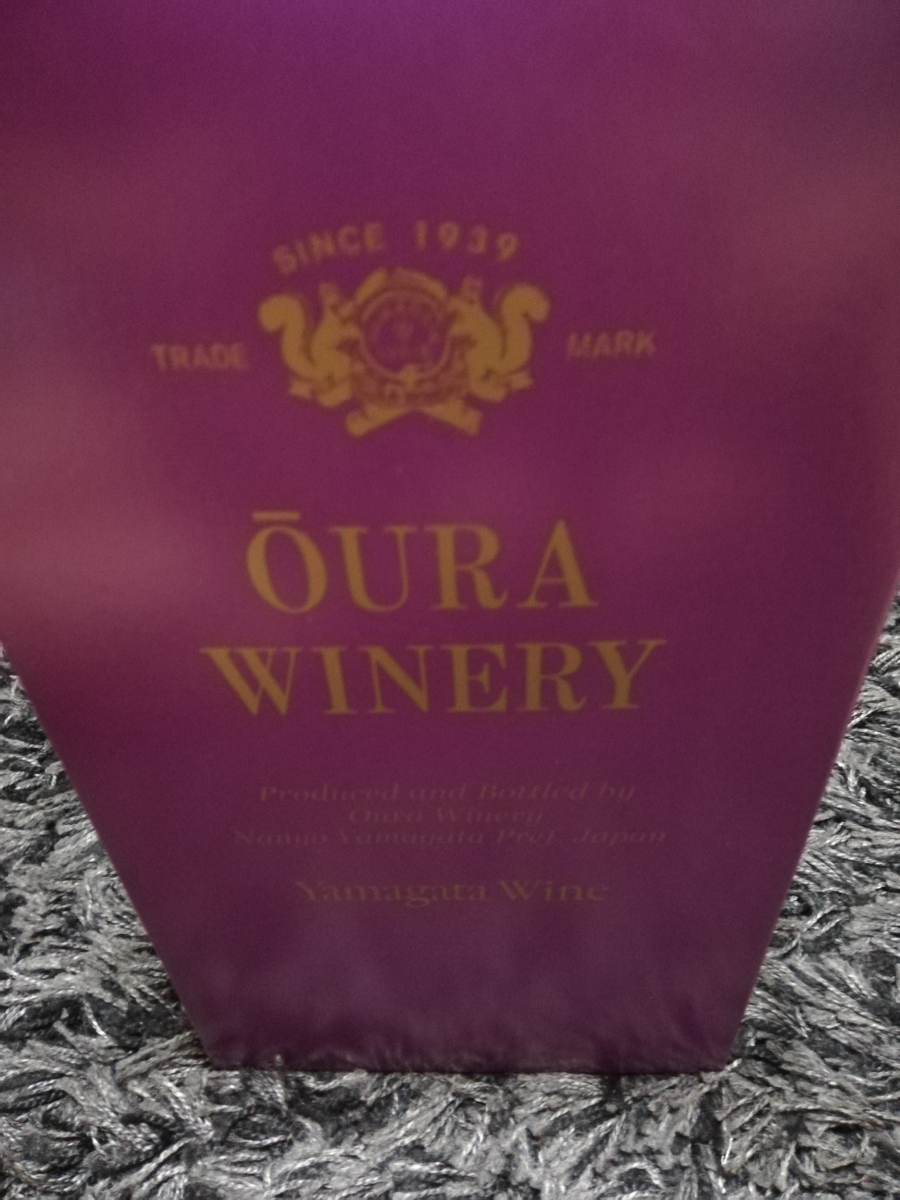 SINCE 1939
TRADE MARK
ŌURA
WINERY
Produced and Bottled by
Oura Winery
Nanyo Yamagata Pref. Japan
Yamagata Wine